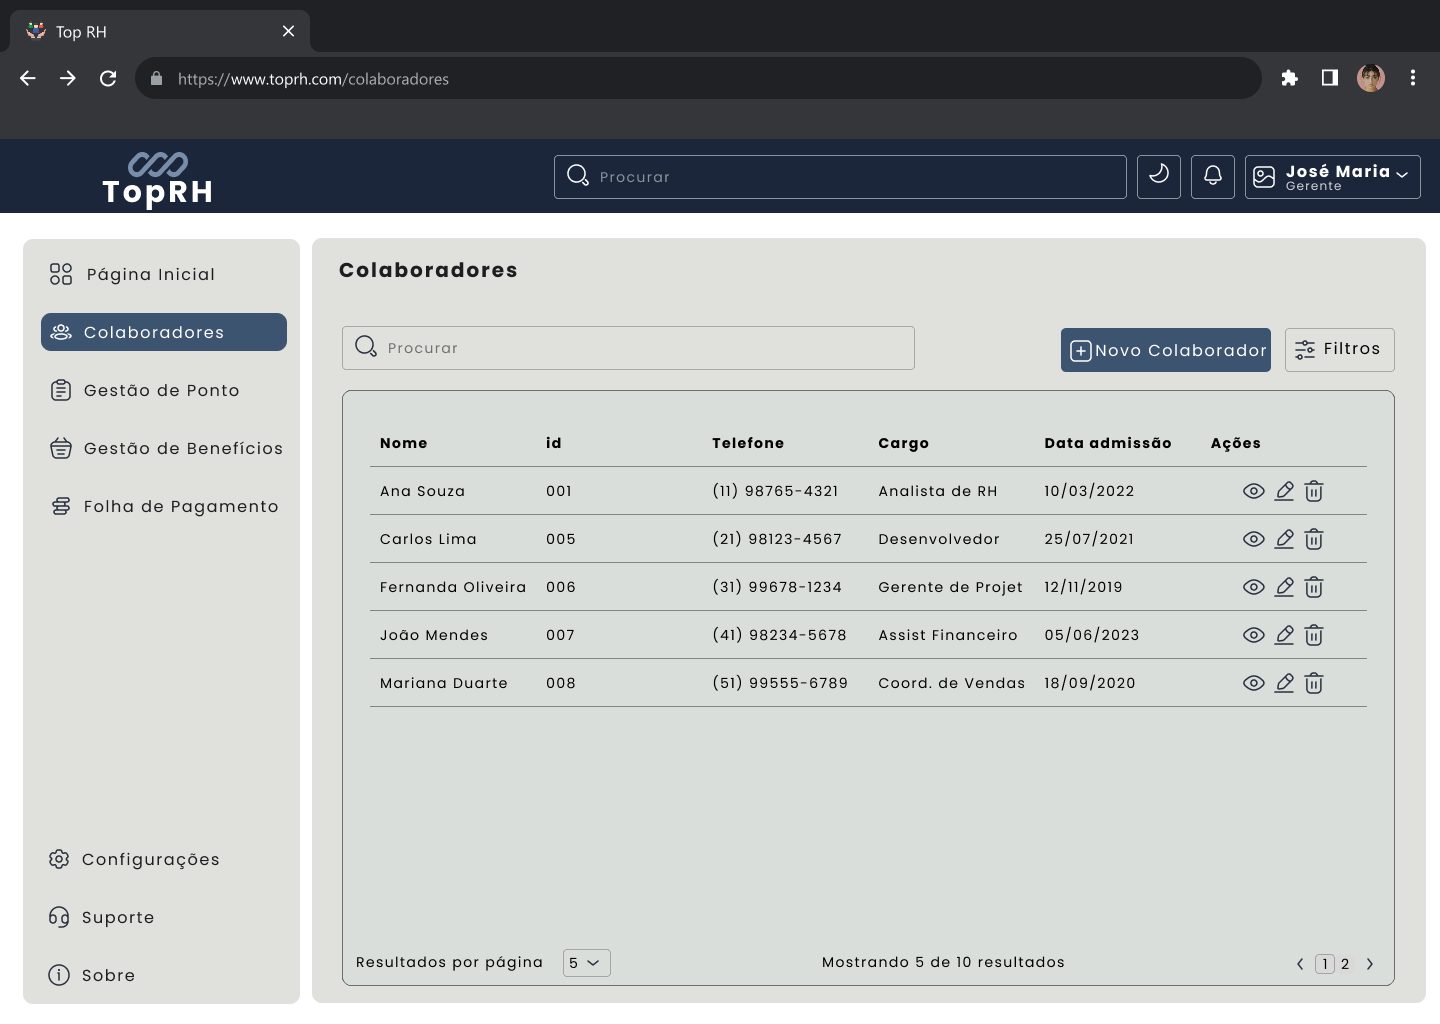 Top RH
https://www.toprh.com/colaboradores
TopRH
Procurar
José Maria
Gerente
Página Inicial
Colaboradores
Gestão de Ponto
Gestão de Benefícios
Folha de Pagamento
Configurações
Suporte
Sobre
Colaboradores
Procurar
Novo Colaborador
Filtros
Nome id Telefone Cargo Data admissão Ações
Ana Souza 001 (11) 98765-4321 Analista de RH 10/03/2022
Carlos Lima 005 (21) 98123-4567 Desenvolvedor 25/07/2021
Fernanda Oliveira 006 (31) 99678-1234 Gerente de Projet 12/11/2019
João Mendes 007 (41) 98234-5678 Assist Financeiro 05/06/2023
Mariana Duarte 008 (51) 99555-6789 Coord. de Vendas 18/09/2020
Resultados por página 5 Mostrando 5 de 10 resultados 1 2